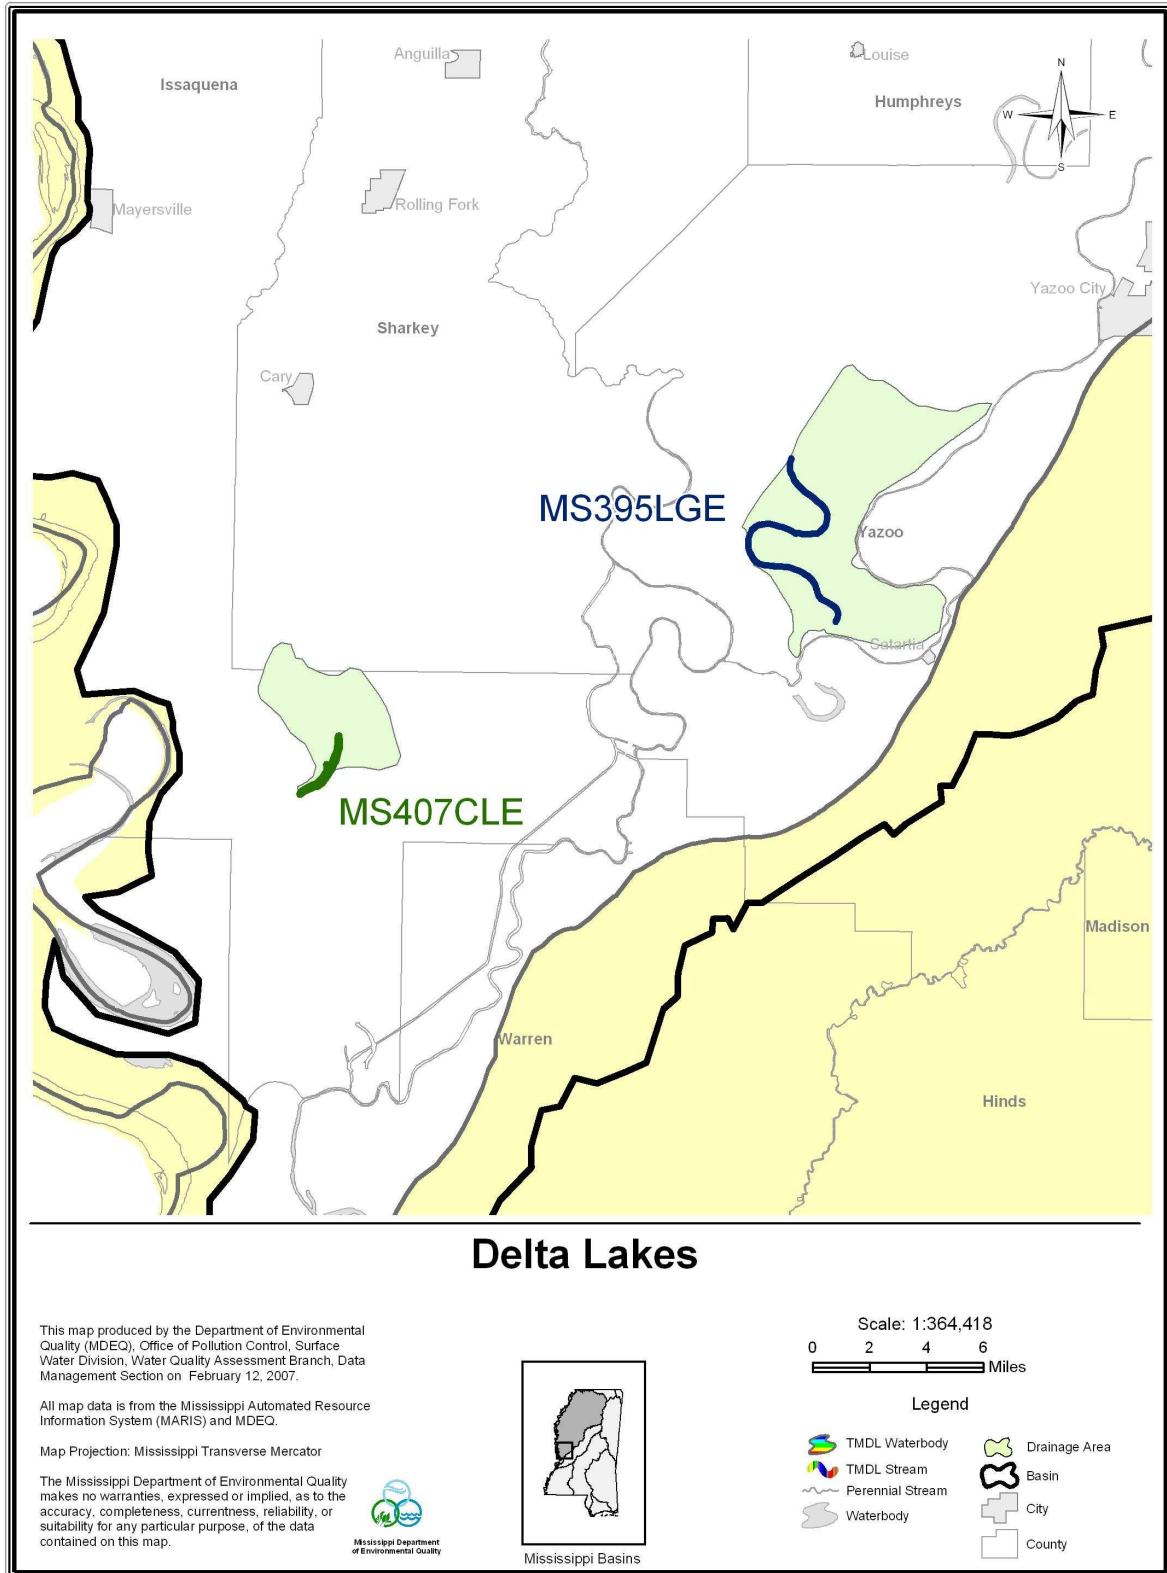 Anguilla
Louise
Issaquena
Humphreys
N
W
E
S
Mayersville
Rolling Fork
Yazoo City
Sharkey
Cary
MS395LGE
Yazoo
Satartia
MS407CLE
Madison
Warren
Hinds
Delta Lakes
This map produced by the Department of Environmental
Quality (MDEQ), Office of Pollution Control, Surface
Water Division, Water Quality Assessment Branch, Data
Management Section on February 12, 2007.
All map data is from the Mississippi Automated Resource
Information System (MARIS) and MDEQ.
Map Projection: Mississippi Transverse Mercator
The Mississippi Department of Environmental Quality
makes no warranties, expressed or implied, as to the
accuracy, completeness, currentness, reliability, or
suitability for any particular purpose, of the data
contained on this map.
Mississippi Department
of Environmental Quality
Mississippi Basins
Scale: 1:364,418
0 2 4 6
Miles
Legend
TMDL Waterbody
TMDL Stream
Perennial Stream
Waterbody
Drainage Area
Basin
City
County